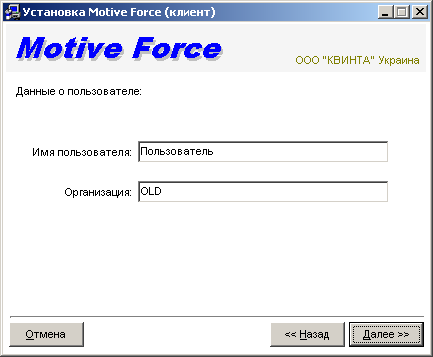 Установка Motive Force (клиент)
Motive Force
ООО "КВИНТА" Украина
Данные о пользователе:
Имя пользователя: Пользователь
Организация: OLD
Отмена << Назад Далее >>